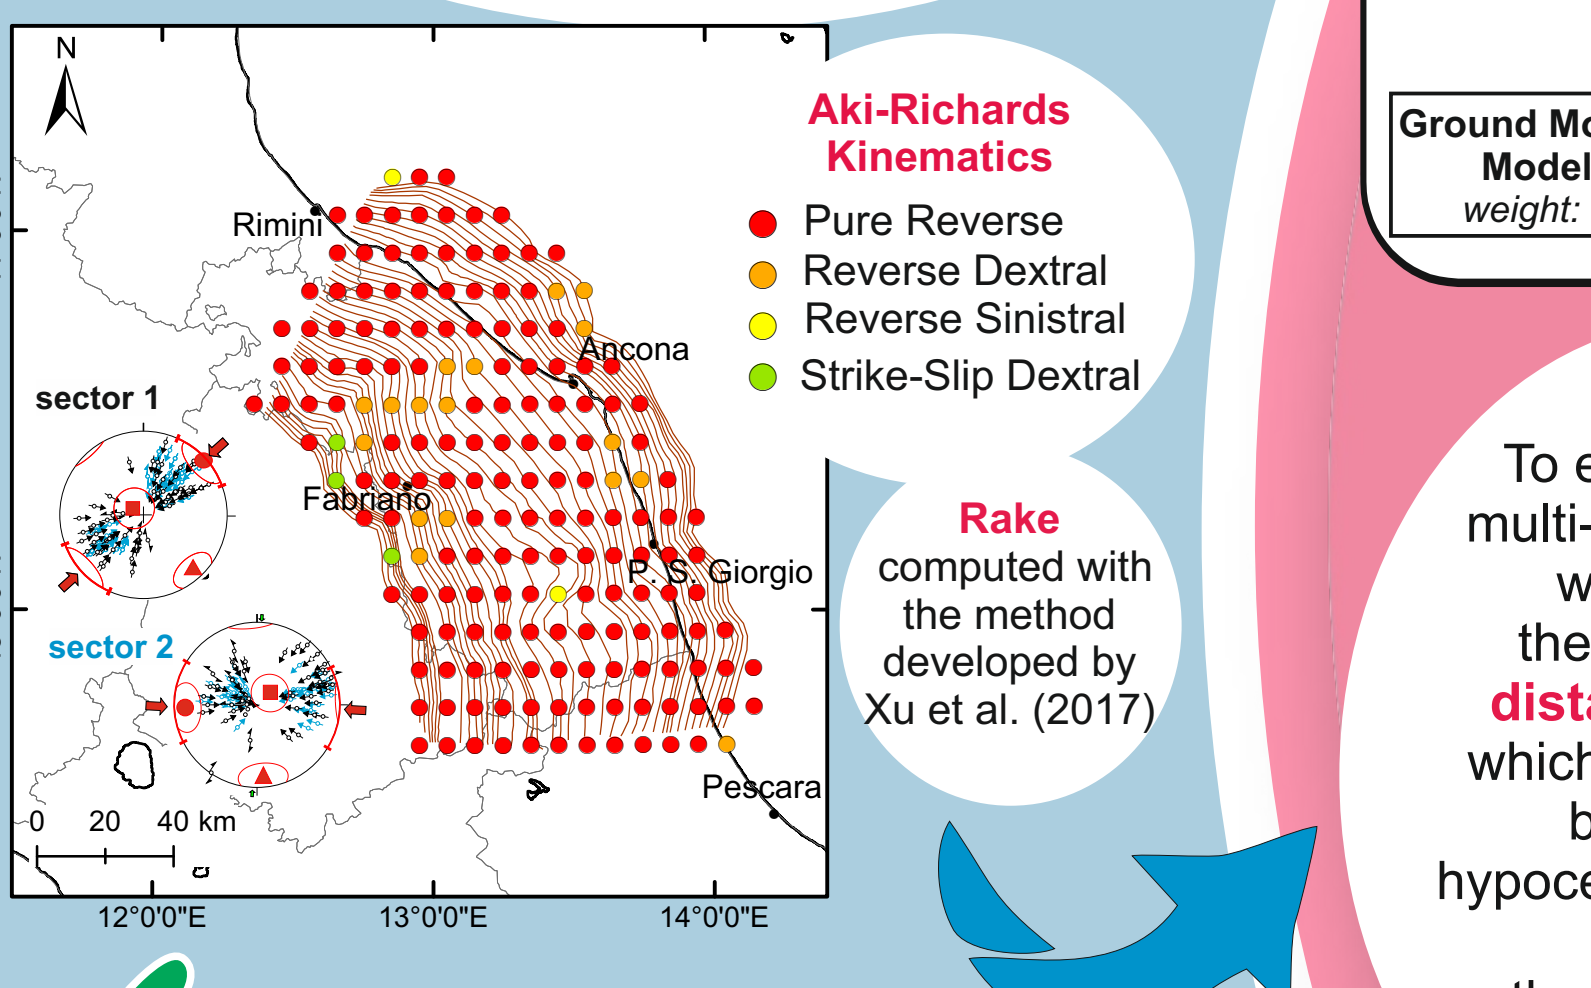 N
Rimini
Ancona
sector 1
Fabriano
P. S. Giorgio
sector 2
Pescara
0 20 40 km
12°0'0"E 13°0'0"E 14°0'0"E
Aki-Richards
Kinematics
Pure Reverse
Reverse Dextral
Reverse Sinistral
Strike-Slip Dextral
Rake
computed with
the method
developed by
Xu et al. (2017)
Ground Mo
Model
weight:
To e
multi-
w
the
dista
which
b
hypoce